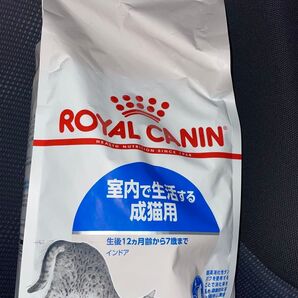 ROYAL CANIN
HEALTH NUTRITION SINCE 1968
室内で生活する
成猫用
生後12ヵ月齢から7歳まで
インドア